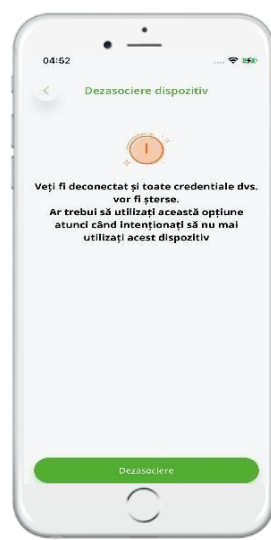 04:52
Dezasociere dispozitiv
Veți fi deconectat și toate credentiale dvs.
vor fi șterse.
Ar trebui să utilizați această opțiune
atunci când intenționați să nu mai
utilizați acest dispozitiv
Dezasociere